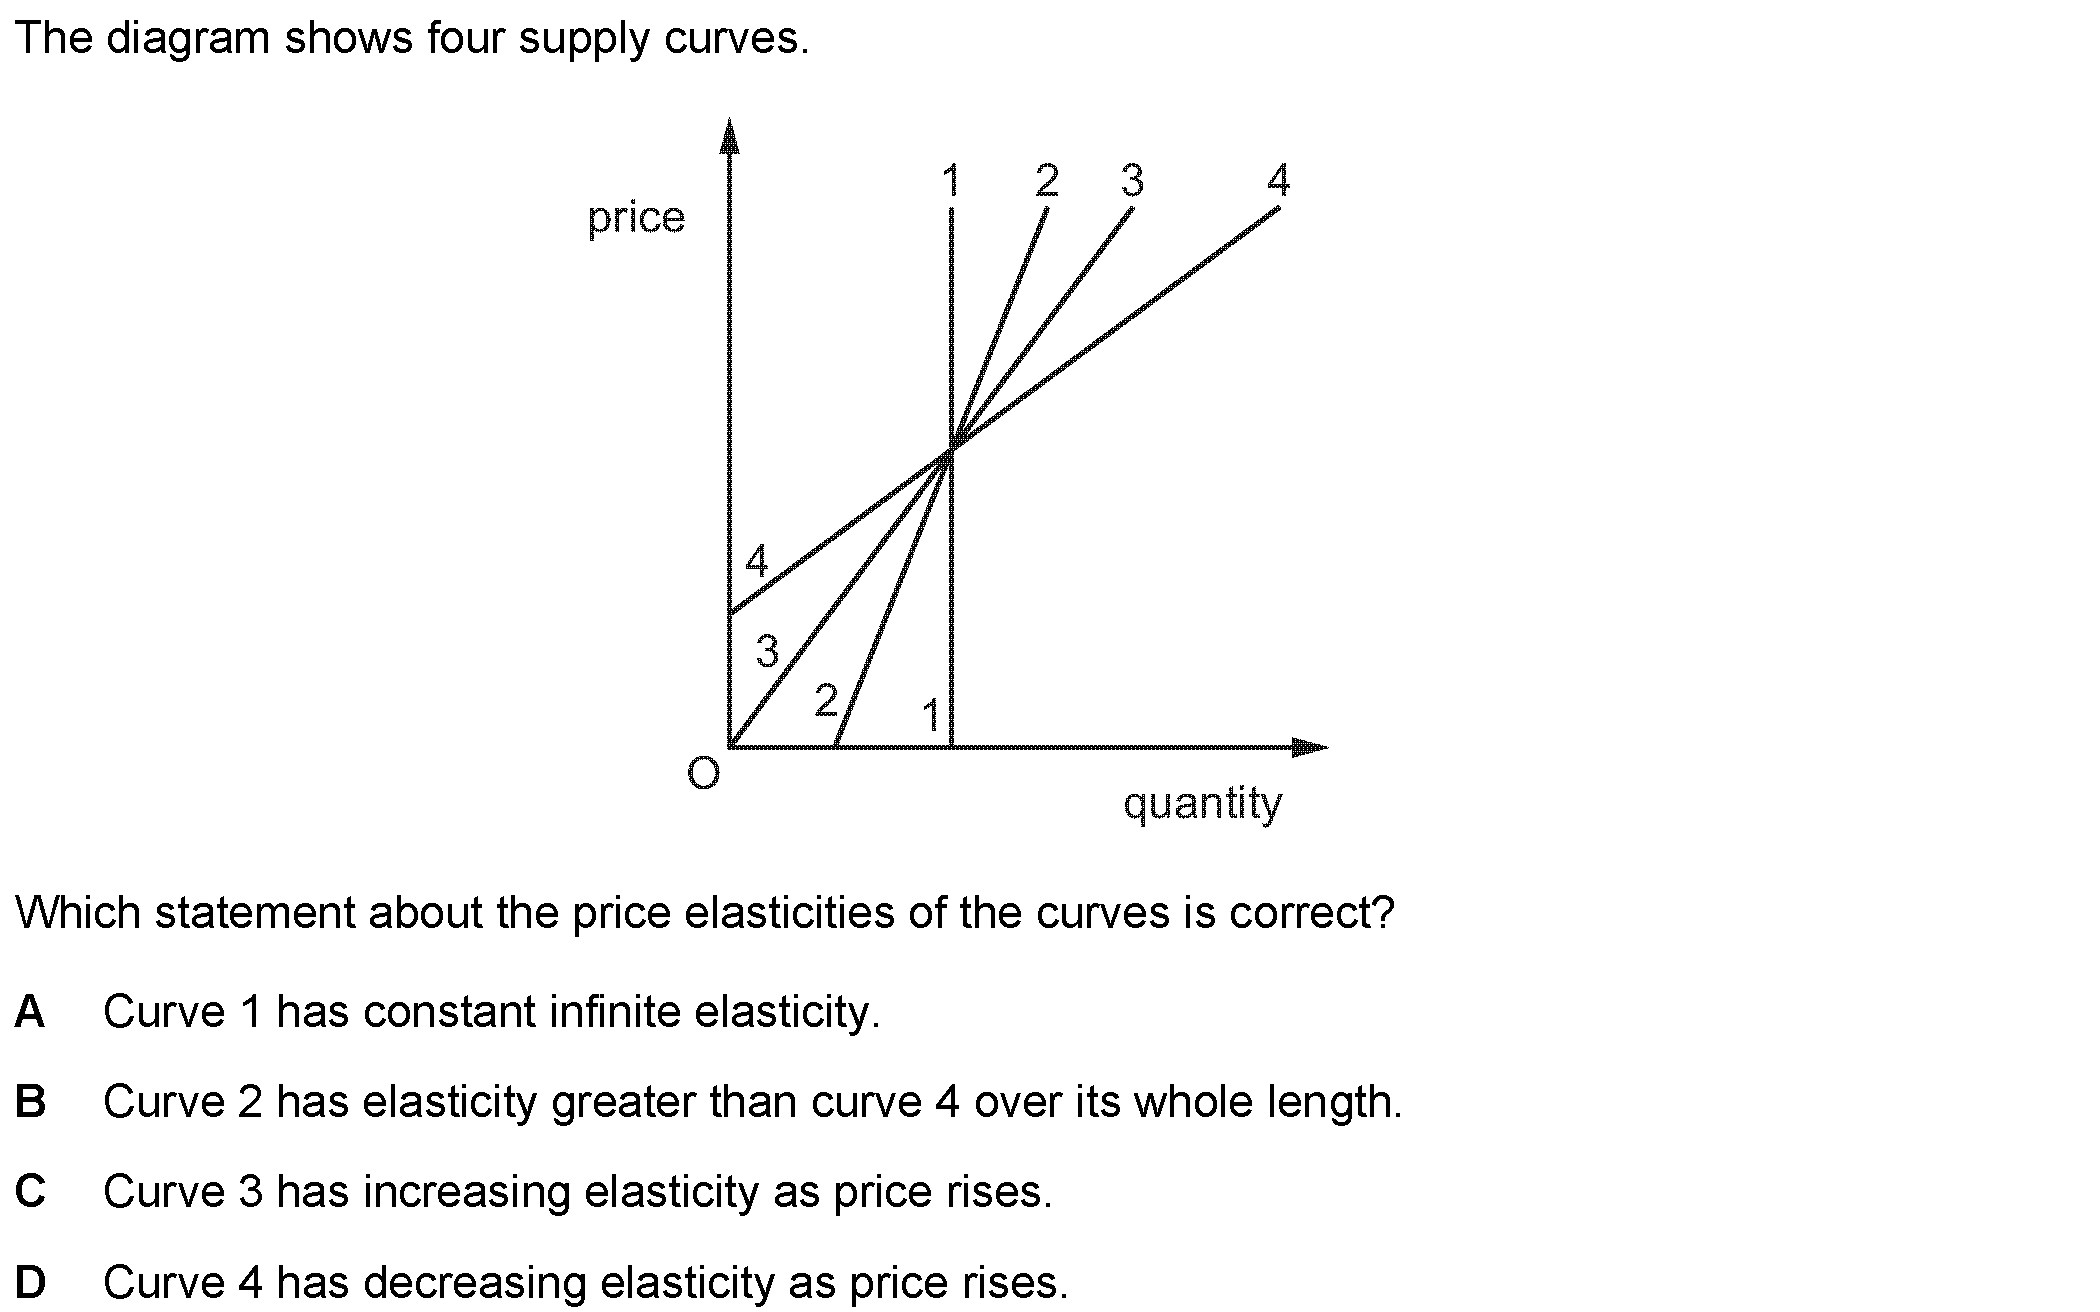 The diagram shows four supply curves.
price
1 2 3 4
4
3
2
1
O
quantity
Which statement about the price elasticities of the curves is correct?
A Curve 1 has constant infinite elasticity.
B Curve 2 has elasticity greater than curve 4 over its whole length.
C Curve 3 has increasing elasticity as price rises.
D Curve 4 has decreasing elasticity as price rises.